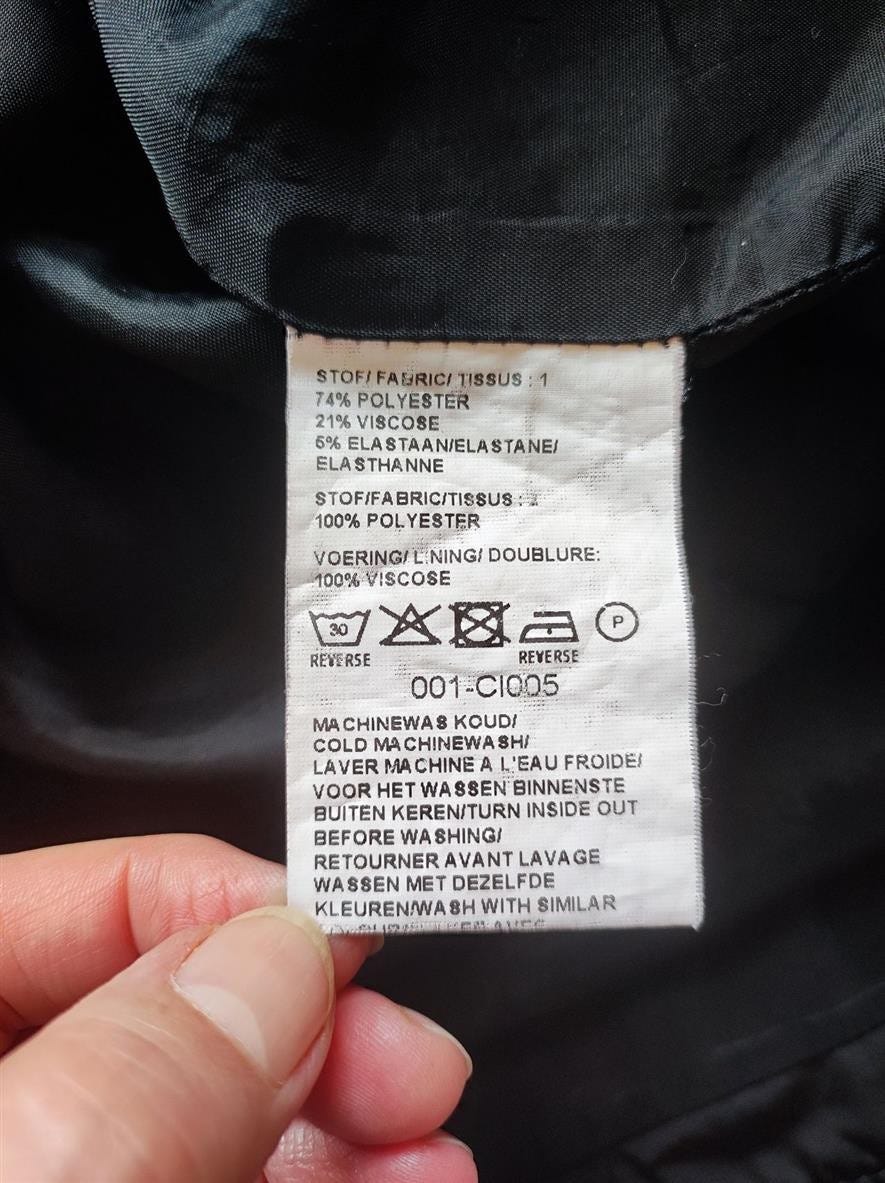 STOF/ FABRIC/ TISSUS : 1
74% POLYESTER
21% VISCOSE
5% ELASTAAN/ELASTANE/
ELASTHANNE
STOF/FABRIC/TISSUS :
100% POLYESTER
VOERING/ LINING/ DOUBLURE:
100% VISCOSE
30 P
REVERSE REVERSE
001-CI005
MACHINEWAS KOUD/
COLD MACHINEWASH/
LAVER MACHINE A L'EAU FROIDE/
VOOR HET WASSEN BINNENSTE
BUITEN KEREN/TURN INSIDE OUT
BEFORE WASHING/
RETOURNER AVANT LAVAGE
WASSEN MET DEZELFDE
KLEUREN/WASH WITH SIMILAR